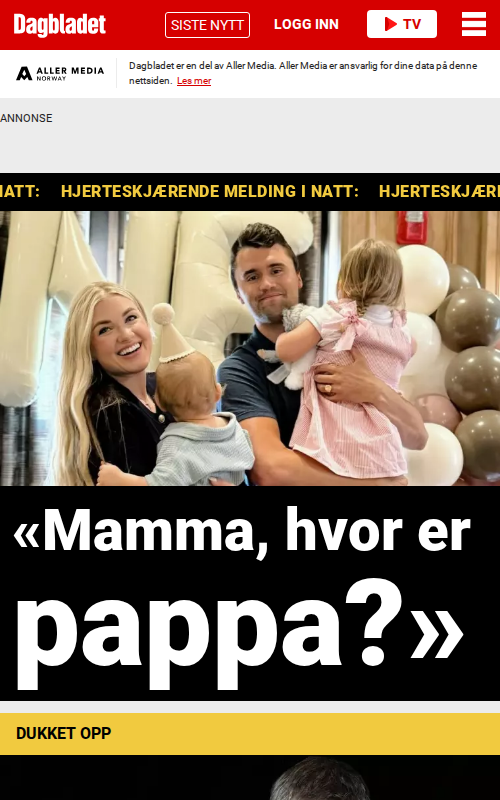 Dagbladet
SISTE NYTT
LOGG INN
TV
ALLER MEDIA
NORWAY
Dagbladet er en del av Aller Media. Aller Media er ansvarlig for dine data på denne
nettsiden. Les mer
ANNONSE
NATT: HJERTESKJÆRENDE MELDING I NATT: HJERTESKJÆR
«Mamma, hvor er
pappa?»
DUKKET OPP